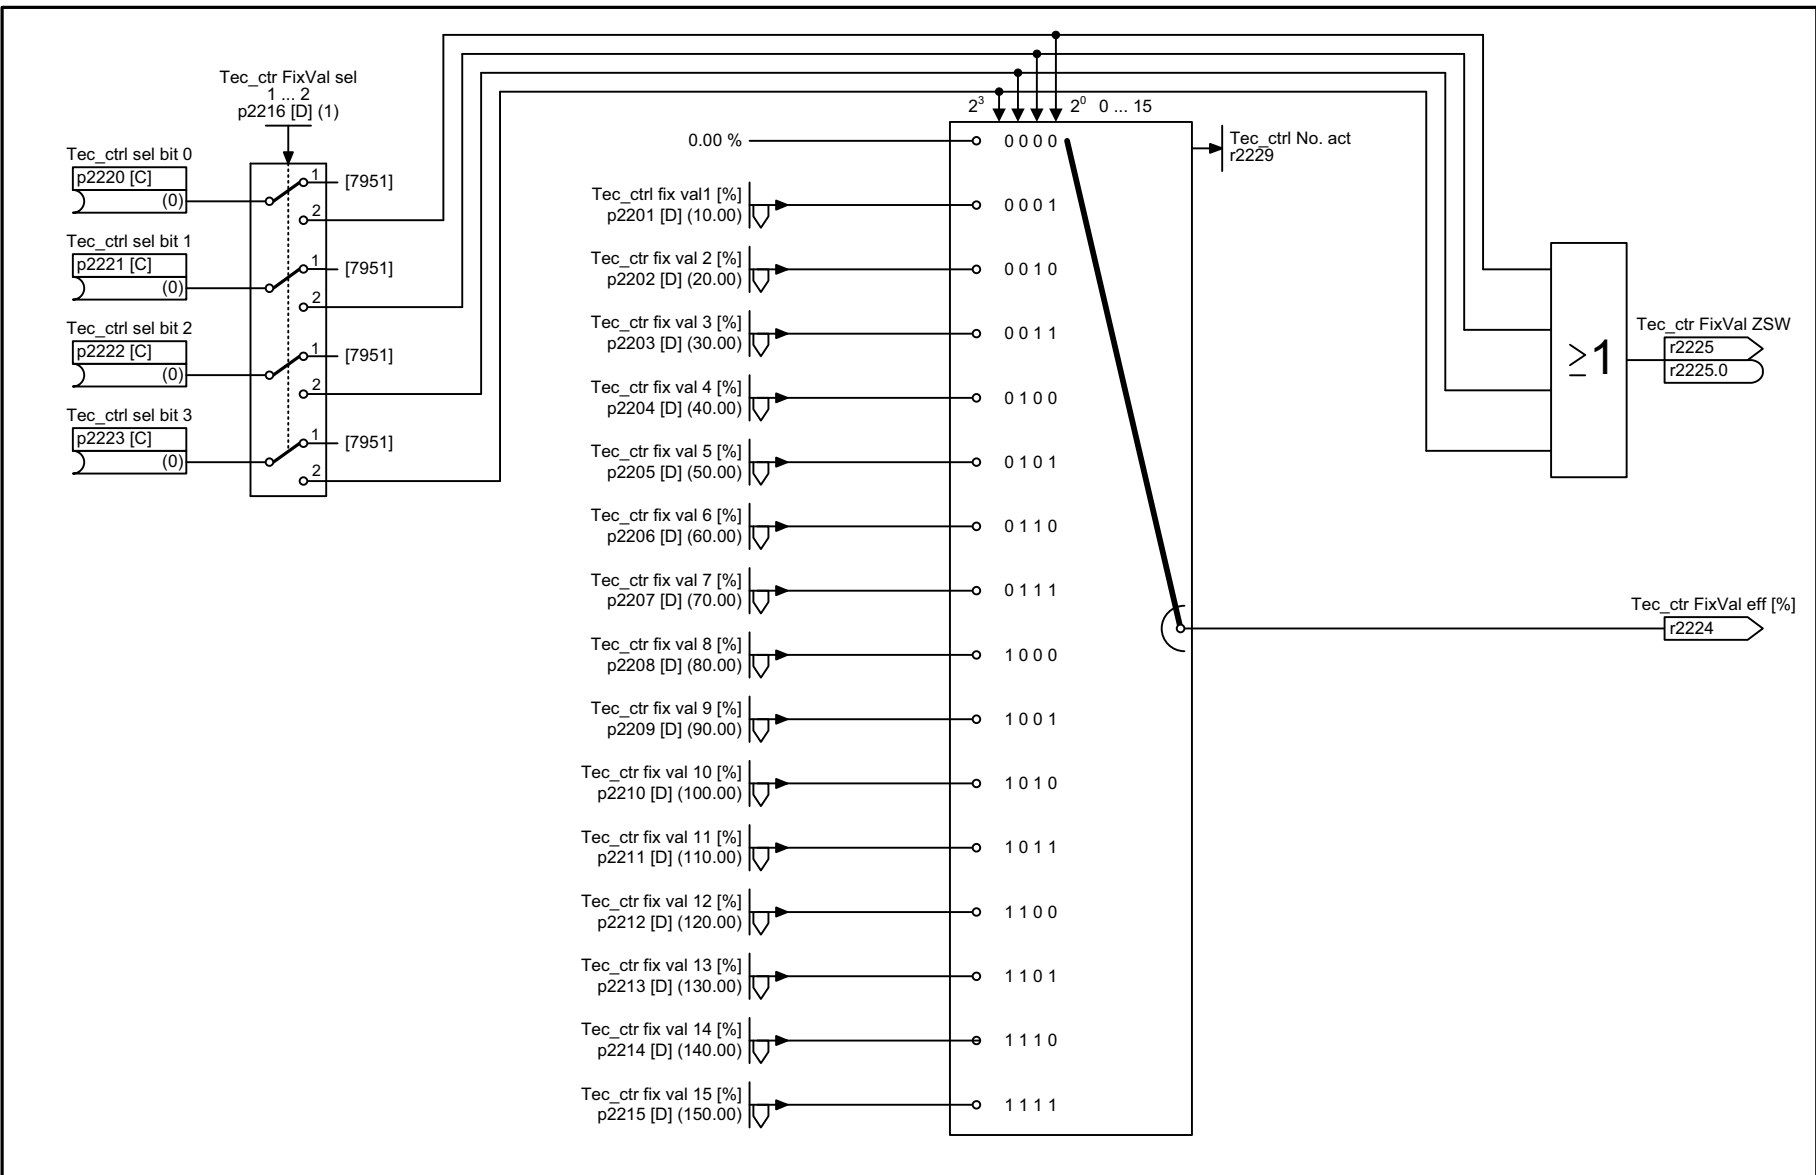 Tec_ctr FixVal sel
1 ... 2
p2216 [D] (1)
Tec_ctrl sel bit 0
p2220 [C]
(0)
1
[7951]
2
Tec_ctrl sel bit 1
p2221 [C]
(0)
1
[7951]
2
Tec_ctrl sel bit 2
p2222 [C]
(0)
1
[7951]
2
Tec_ctrl sel bit 3
p2223 [C]
(0)
1
[7951]
2
2³ 2⁰ 0 ... 15
0.00 %
0 0 0 0
Tec_ctrl No. act
r2229
Tec_ctrl fix val1 [%]
p2201 [D] (10.00)
0 0 0 1
Tec_ctr fix val 2 [%]
p2202 [D] (20.00)
0 0 1 0
Tec_ctr fix val 3 [%]
p2203 [D] (30.00)
0 0 1 1
Tec_ctr fix val 4 [%]
p2204 [D] (40.00)
0 1 0 0
Tec_ctr fix val 5 [%]
p2205 [D] (50.00)
0 1 0 1
Tec_ctr fix val 6 [%]
p2206 [D] (60.00)
0 1 1 0
Tec_ctr fix val 7 [%]
p2207 [D] (70.00)
0 1 1 1
Tec_ctr fix val 8 [%]
p2208 [D] (80.00)
1 0 0 0
Tec_ctr fix val 9 [%]
p2209 [D] (90.00)
1 0 0 1
Tec_ctr fix val 10 [%]
p2210 [D] (100.00)
1 0 1 0
Tec_ctr fix val 11 [%]
p2211 [D] (110.00)
1 0 1 1
Tec_ctr fix val 12 [%]
p2212 [D] (120.00)
1 1 0 0
Tec_ctr fix val 13 [%]
p2213 [D] (130.00)
1 1 0 1
Tec_ctr fix val 14 [%]
p2214 [D] (140.00)
1 1 1 0
Tec_ctr fix val 15 [%]
p2215 [D] (150.00)
1 1 1 1
≥1
Tec_ctr FixVal ZSW
r2225
r2225.0
Tec_ctr FixVal eff [%]
r2224